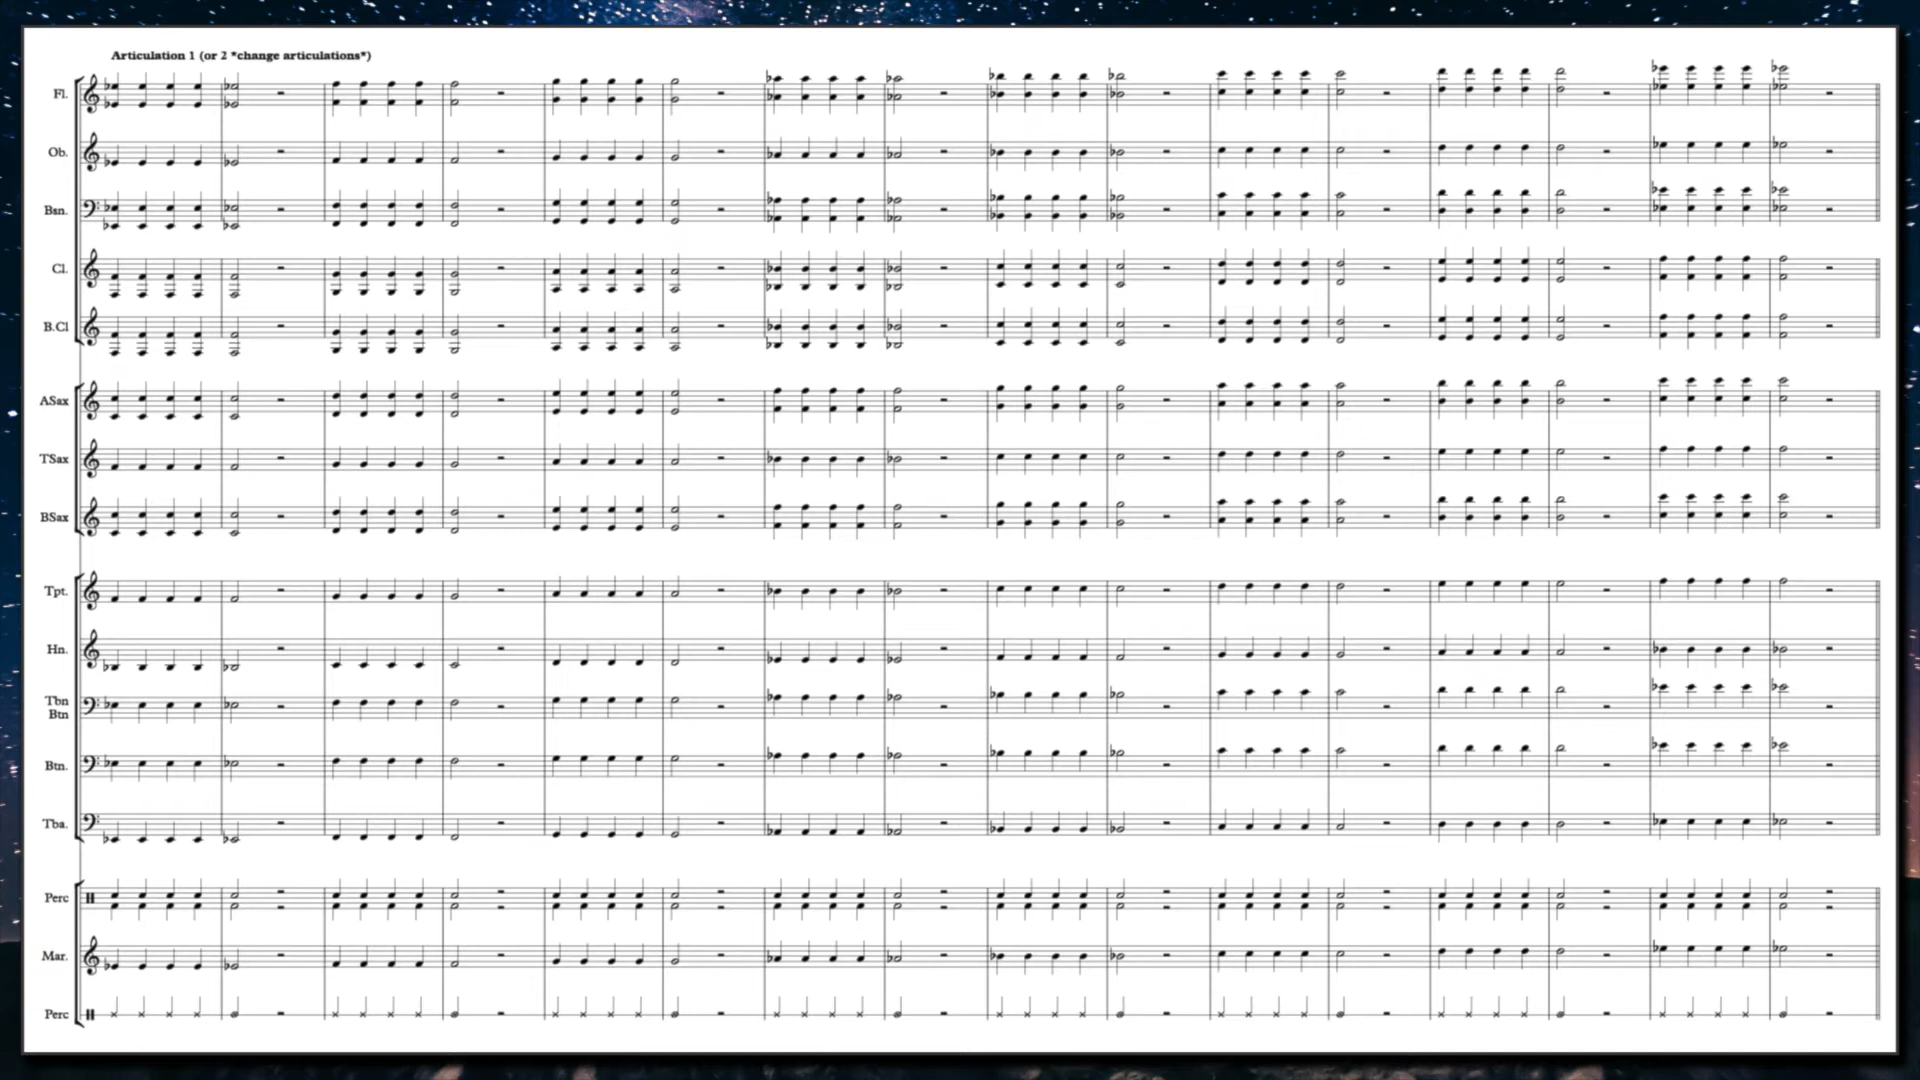 Articulation 1 (or 2 *change articulations*)
Fl.
Ob.
Bsn.
Cl.
B.Cl
ASax
TSax
BSax
Tpt.
Hn.
Tbn
Btn
Btn.
Tba.
Perc
Mar.
Perc